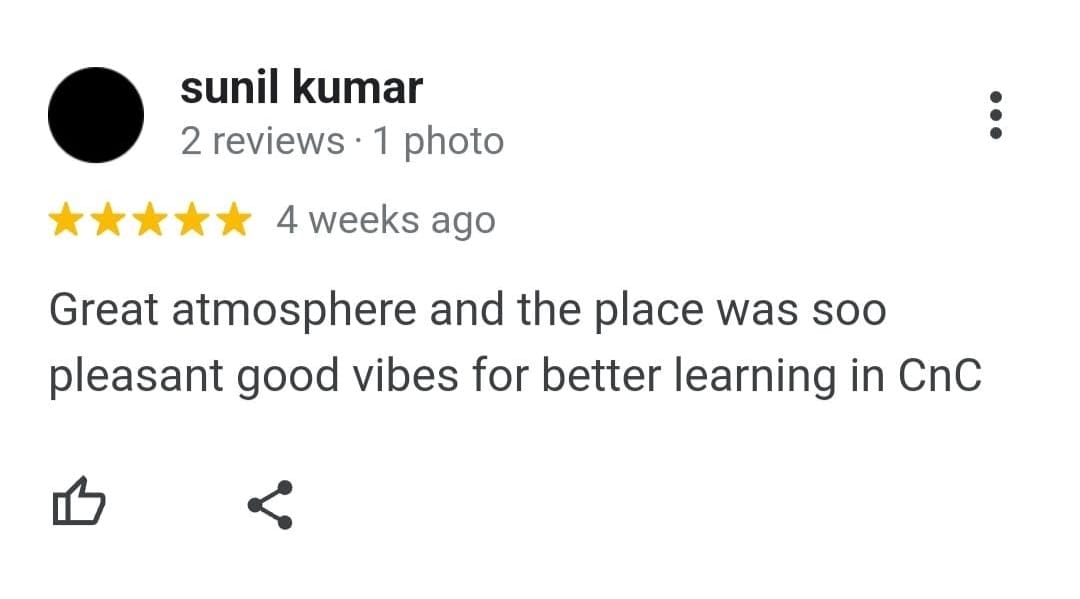 sunil kumar
2 reviews · 1 photo
4 weeks ago
Great atmosphere and the place was soo
pleasant good vibes for better learning in CnC